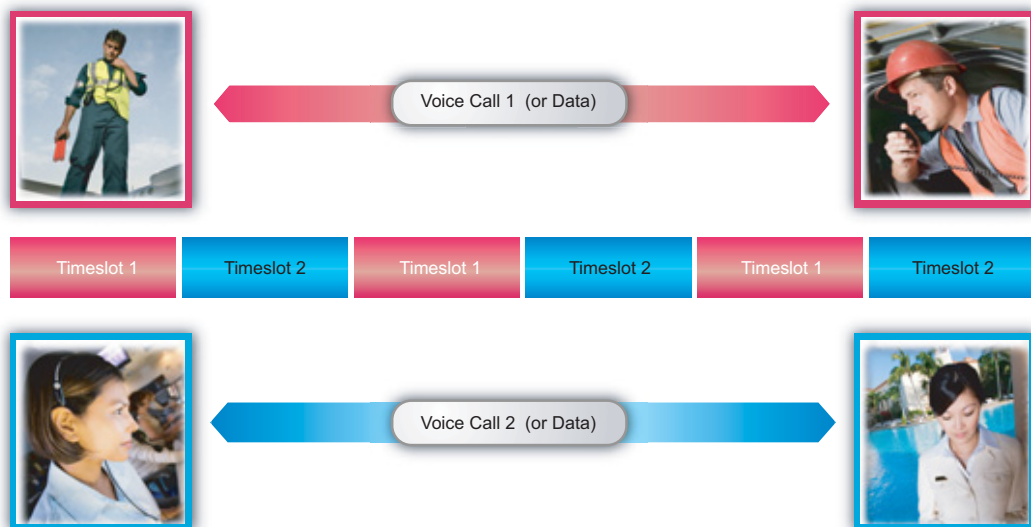 Voice Call 1 (or Data)
Timeslot 1 Timeslot 2 Timeslot 1 Timeslot 2 Timeslot 1 Timeslot 2
Voice Call 2 (or Data)